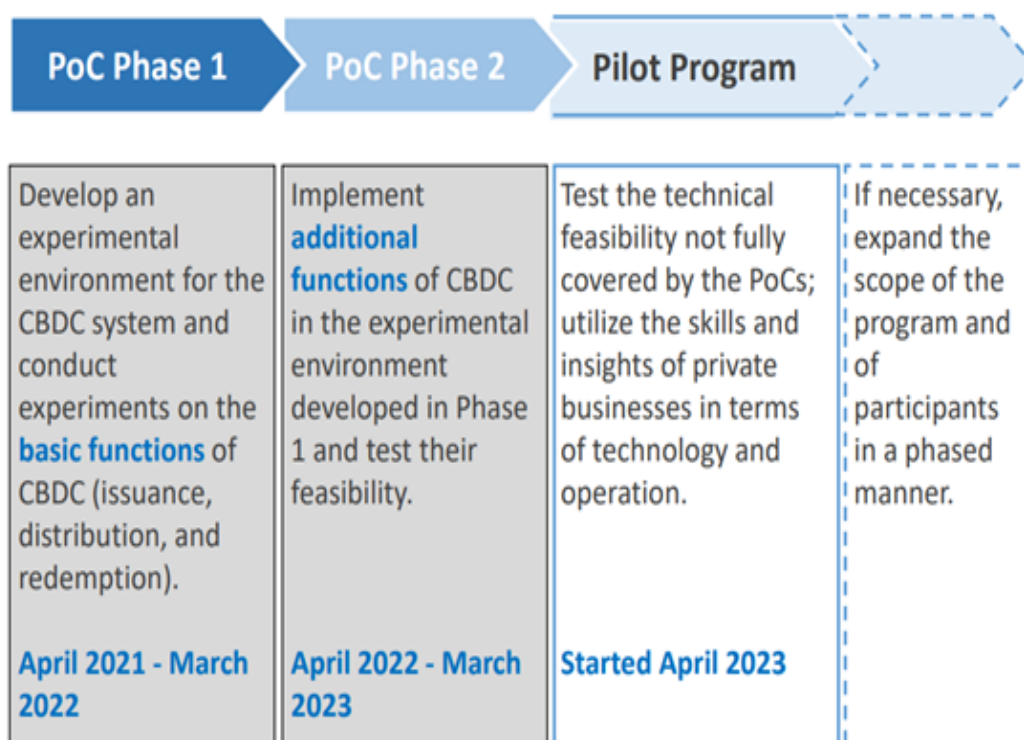 PoC Phase 1
PoC Phase 2
Pilot Program
Develop an
experimental
environment for the
CBDC system and
conduct
experiments on the
basic functions of
CBDC (issuance,
distribution, and
redemption).
April 2021 - March
2022
Implement
additional
functions of CBDC
in the experimental
environment
developed in Phase
1 and test their
feasibility.
April 2022 - March
2023
Test the technical
feasibility not fully
covered by the PoCs;
utilize the skills and
insights of private
businesses in terms
of technology and
operation.
Started April 2023
If necessary,
expand the
scope of the
program and
of
participants
in a phased
manner.